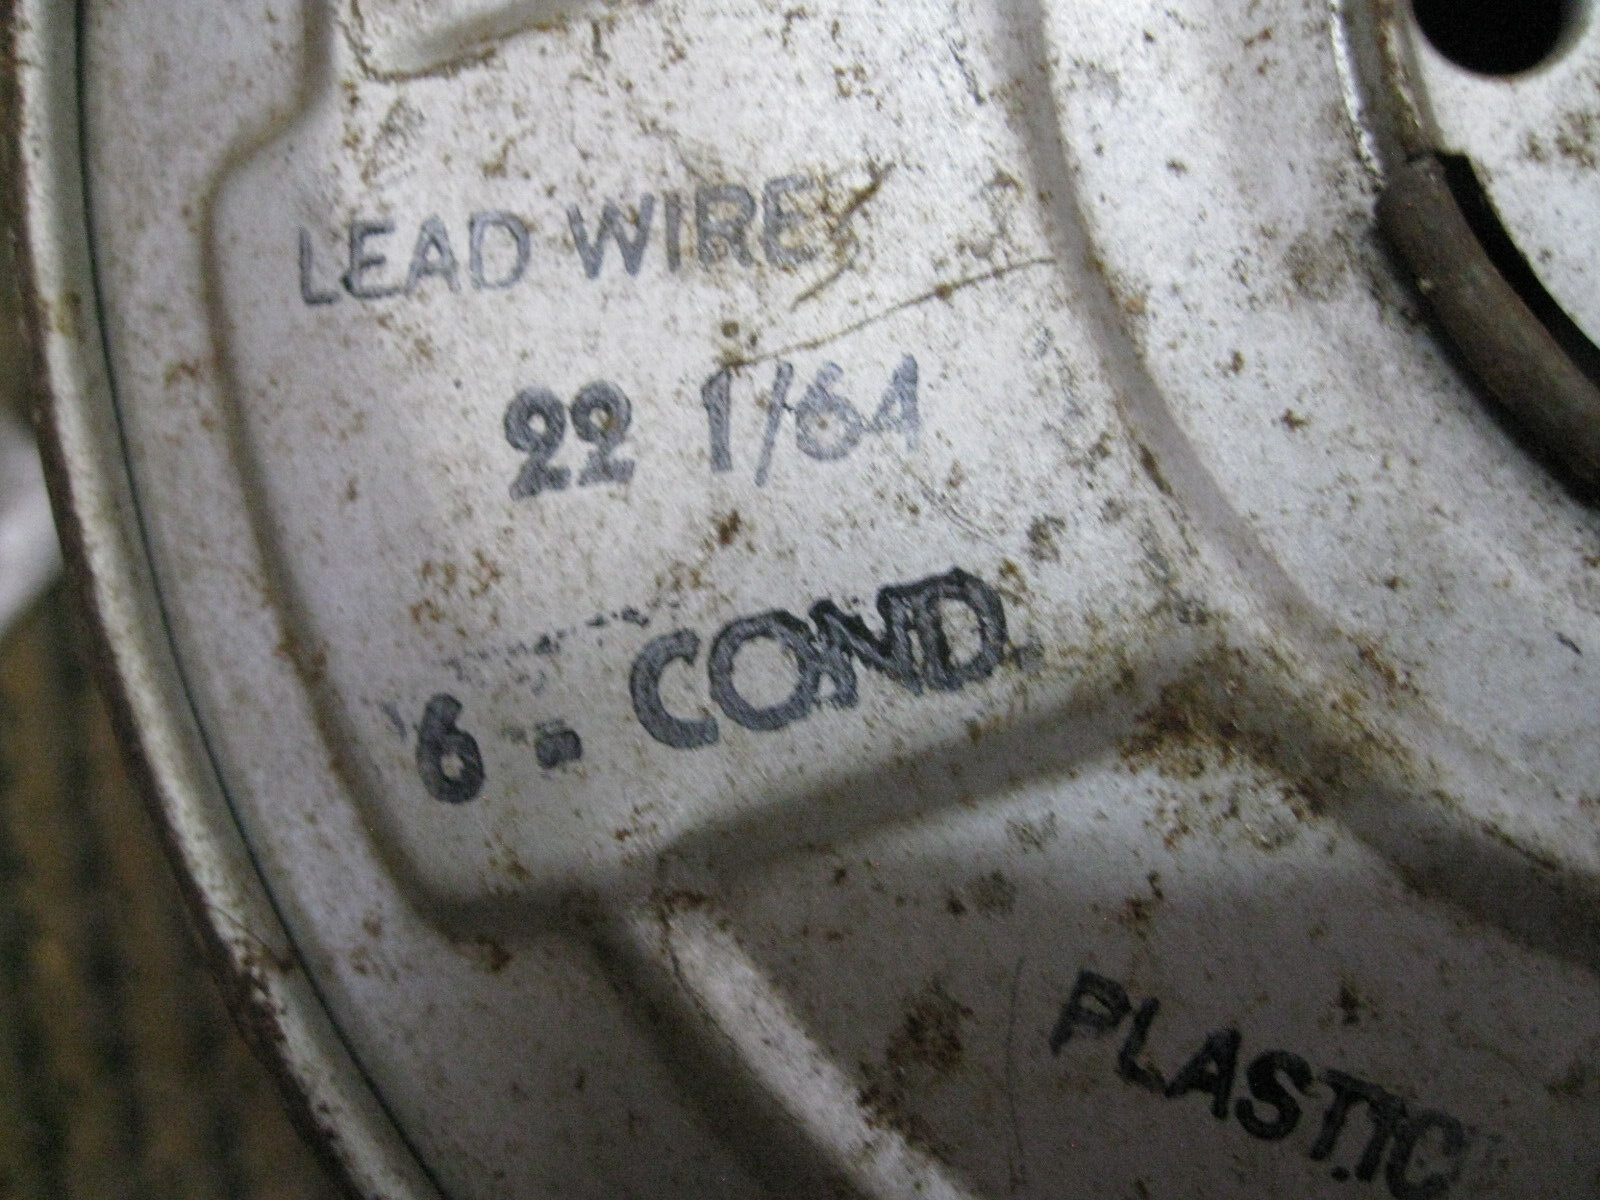 LEAD WIRE
22 1/64
6 - COND.
PLASTIC